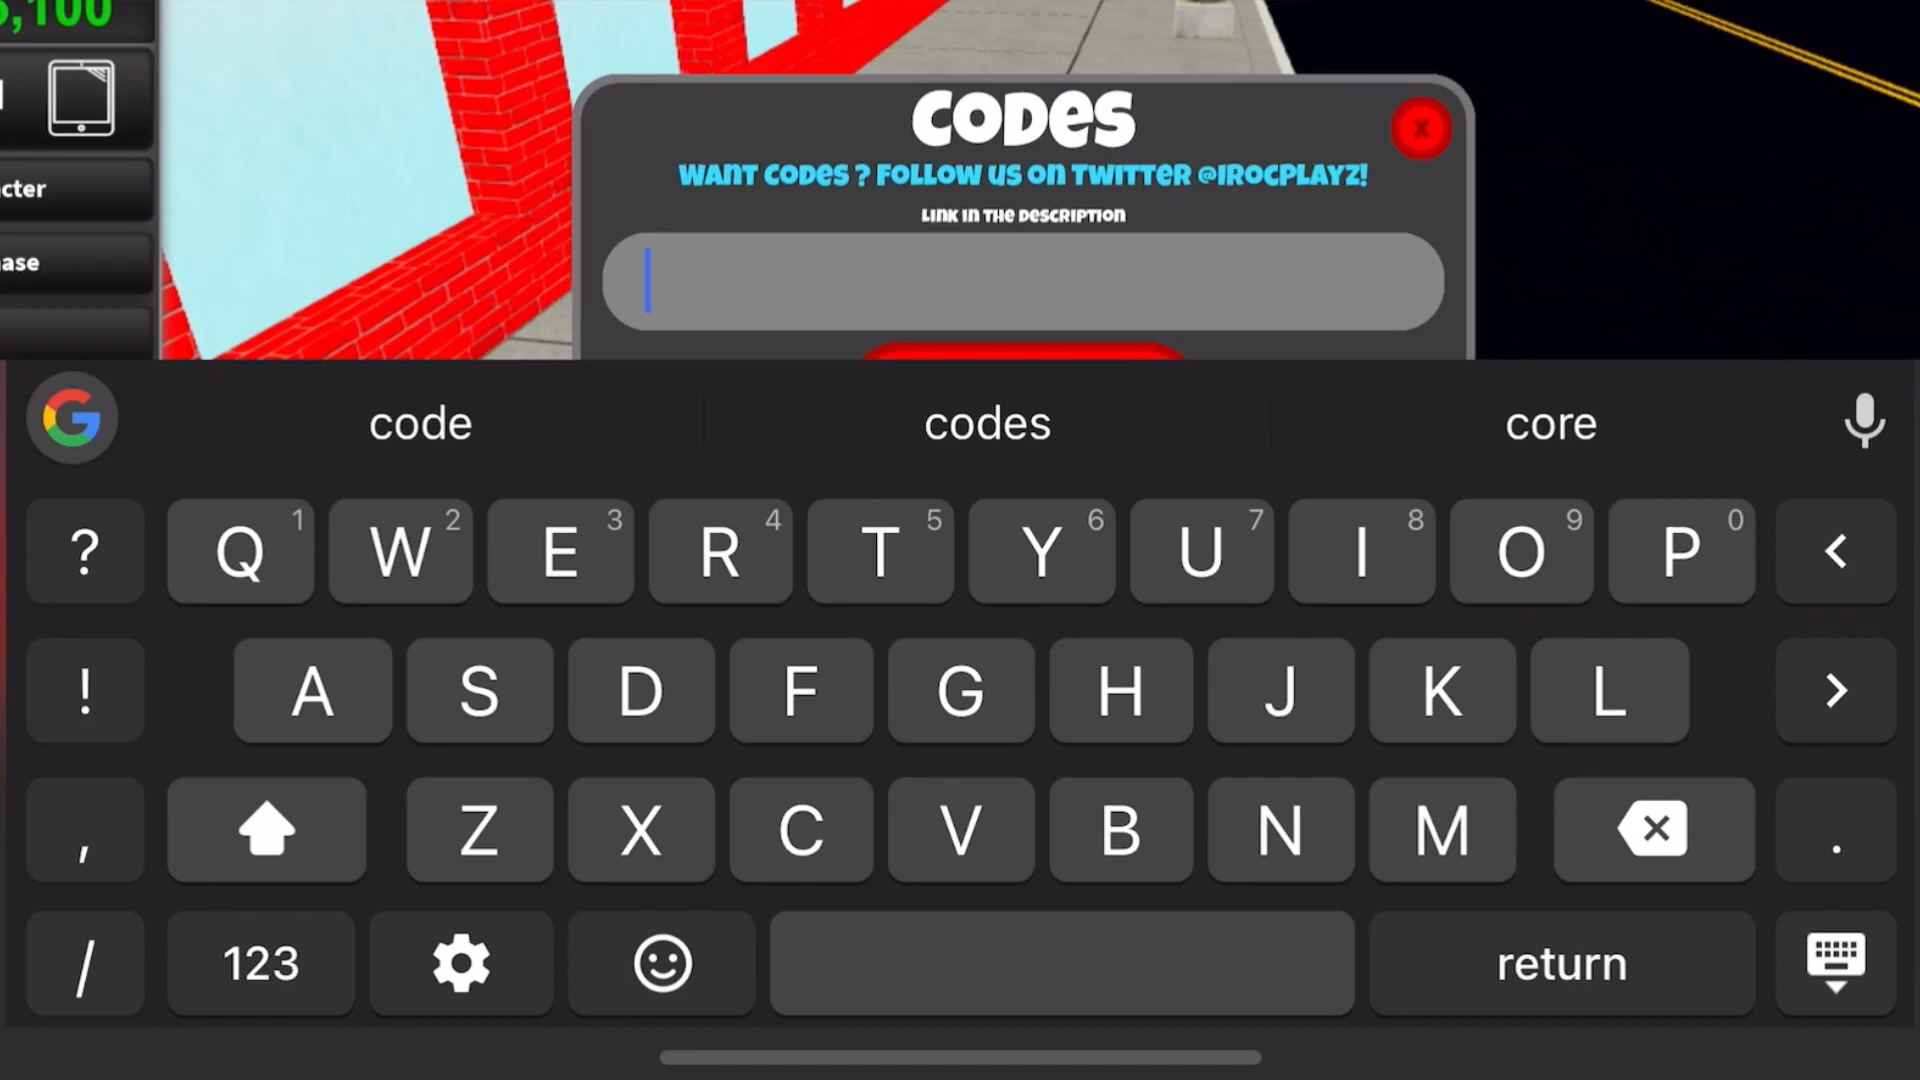 ,100
CODES
WANT CODES ? FOLLOW US ON TWITTER @IROCPLAYZ!
cter
LINK IN THE DESCRIPTION
ase
code codes core
? Q 1 W 2 E 3 R 4 T 5 Y 6 U 7 I 8 O 9 P 0 <
! A S D F G H J K L >
, Z X C V B N M .
/ 123 return